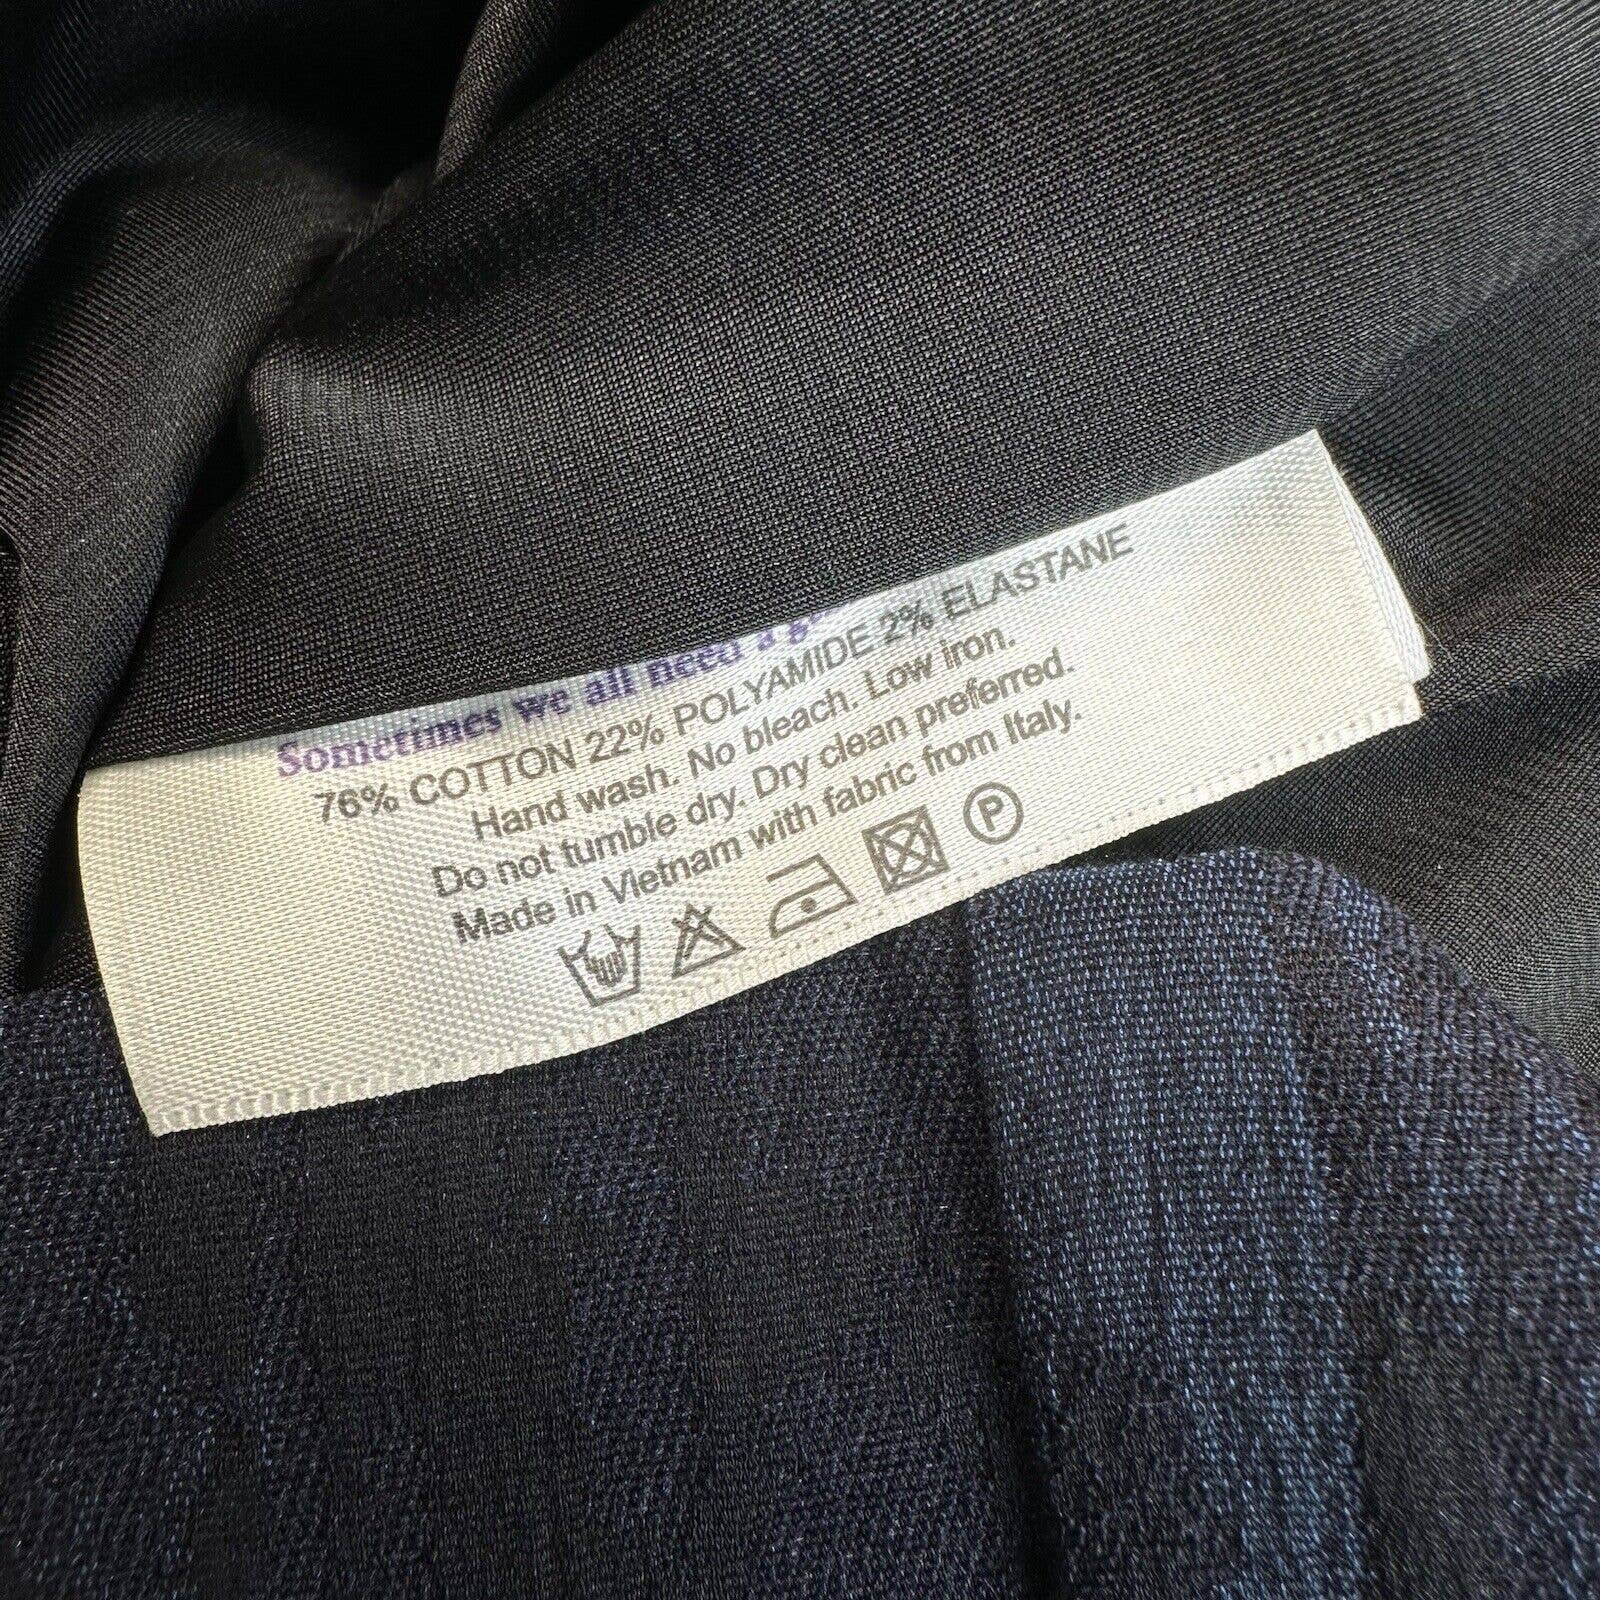 Sometimes we all need a
76% COTTON 22% POLYAMIDE 2% ELASTANE
Hand wash. No bleach. Low iron.
Do not tumble dry. Dry clean preferred.
Made in Vietnam with fabric from Italy.
P